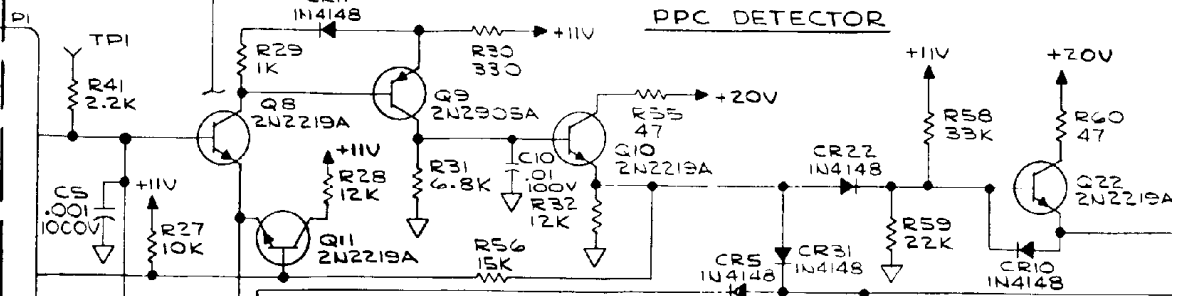 P1
1N4148
PPC DETECTOR
TP1
R29
1K
+11V
R30
330
+11V
+20V
R41
2.2K
Q8
2N2219A
Q9
2N2905A
+20V
R35
47
R58
33K
R60
47
+11V
R28
12K
R31
6.8K
C10
.01
100V
Q10
2N2219A
CR22
1N4148
Q22
2N2219A
C5
.001
1000V
+11V
R27
10K
R32
12K
R59
22K
Q11
2N2219A
R56
15K
CR5
1N4148
CR31
1N4148
CR10
1N4148